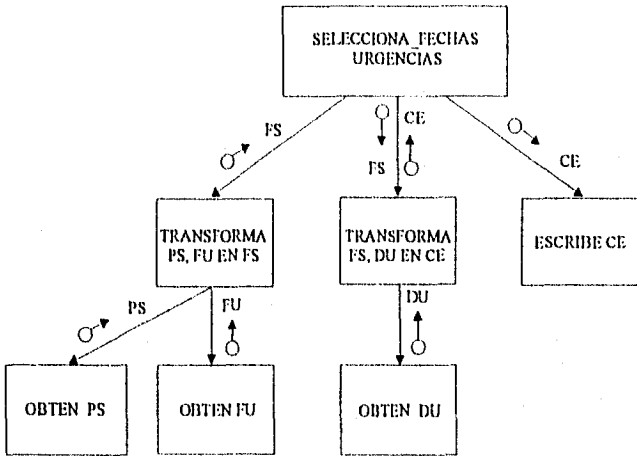 SELECCIONA_FECHAS
URGENCIAS
FS
CE
FS
CE
TRANSFORMA
PS, FU EN FS
TRANSFORMA
FS, DU EN CE
ESCRIBE CE
PS
FU
DU
OBTEN PS
OBTEN FU
OBTEN DU